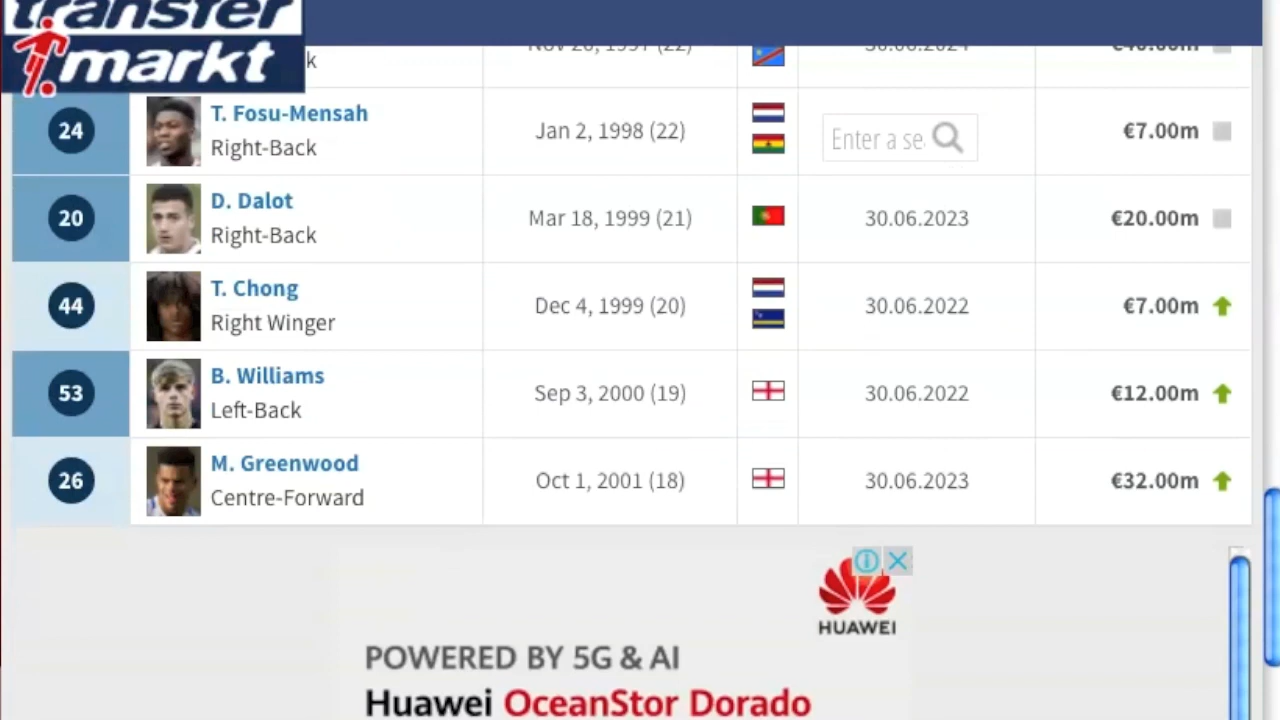 transfer
markt
k
24
T. Fosu-Mensah
Right-Back
Jan 2, 1998 (22)
Enter a se
€7.00m
20
D. Dalot
Right-Back
Mar 18, 1999 (21)
30.06.2023
€20.00m
44
T. Chong
Right Winger
Dec 4, 1999 (20)
30.06.2022
€7.00m
53
B. Williams
Left-Back
Sep 3, 2000 (19)
30.06.2022
€12.00m
26
M. Greenwood
Centre-Forward
Oct 1, 2001 (18)
30.06.2023
€32.00m
HUAWEI
POWERED BY 5G & AI
Huawei OceanStor Dorado